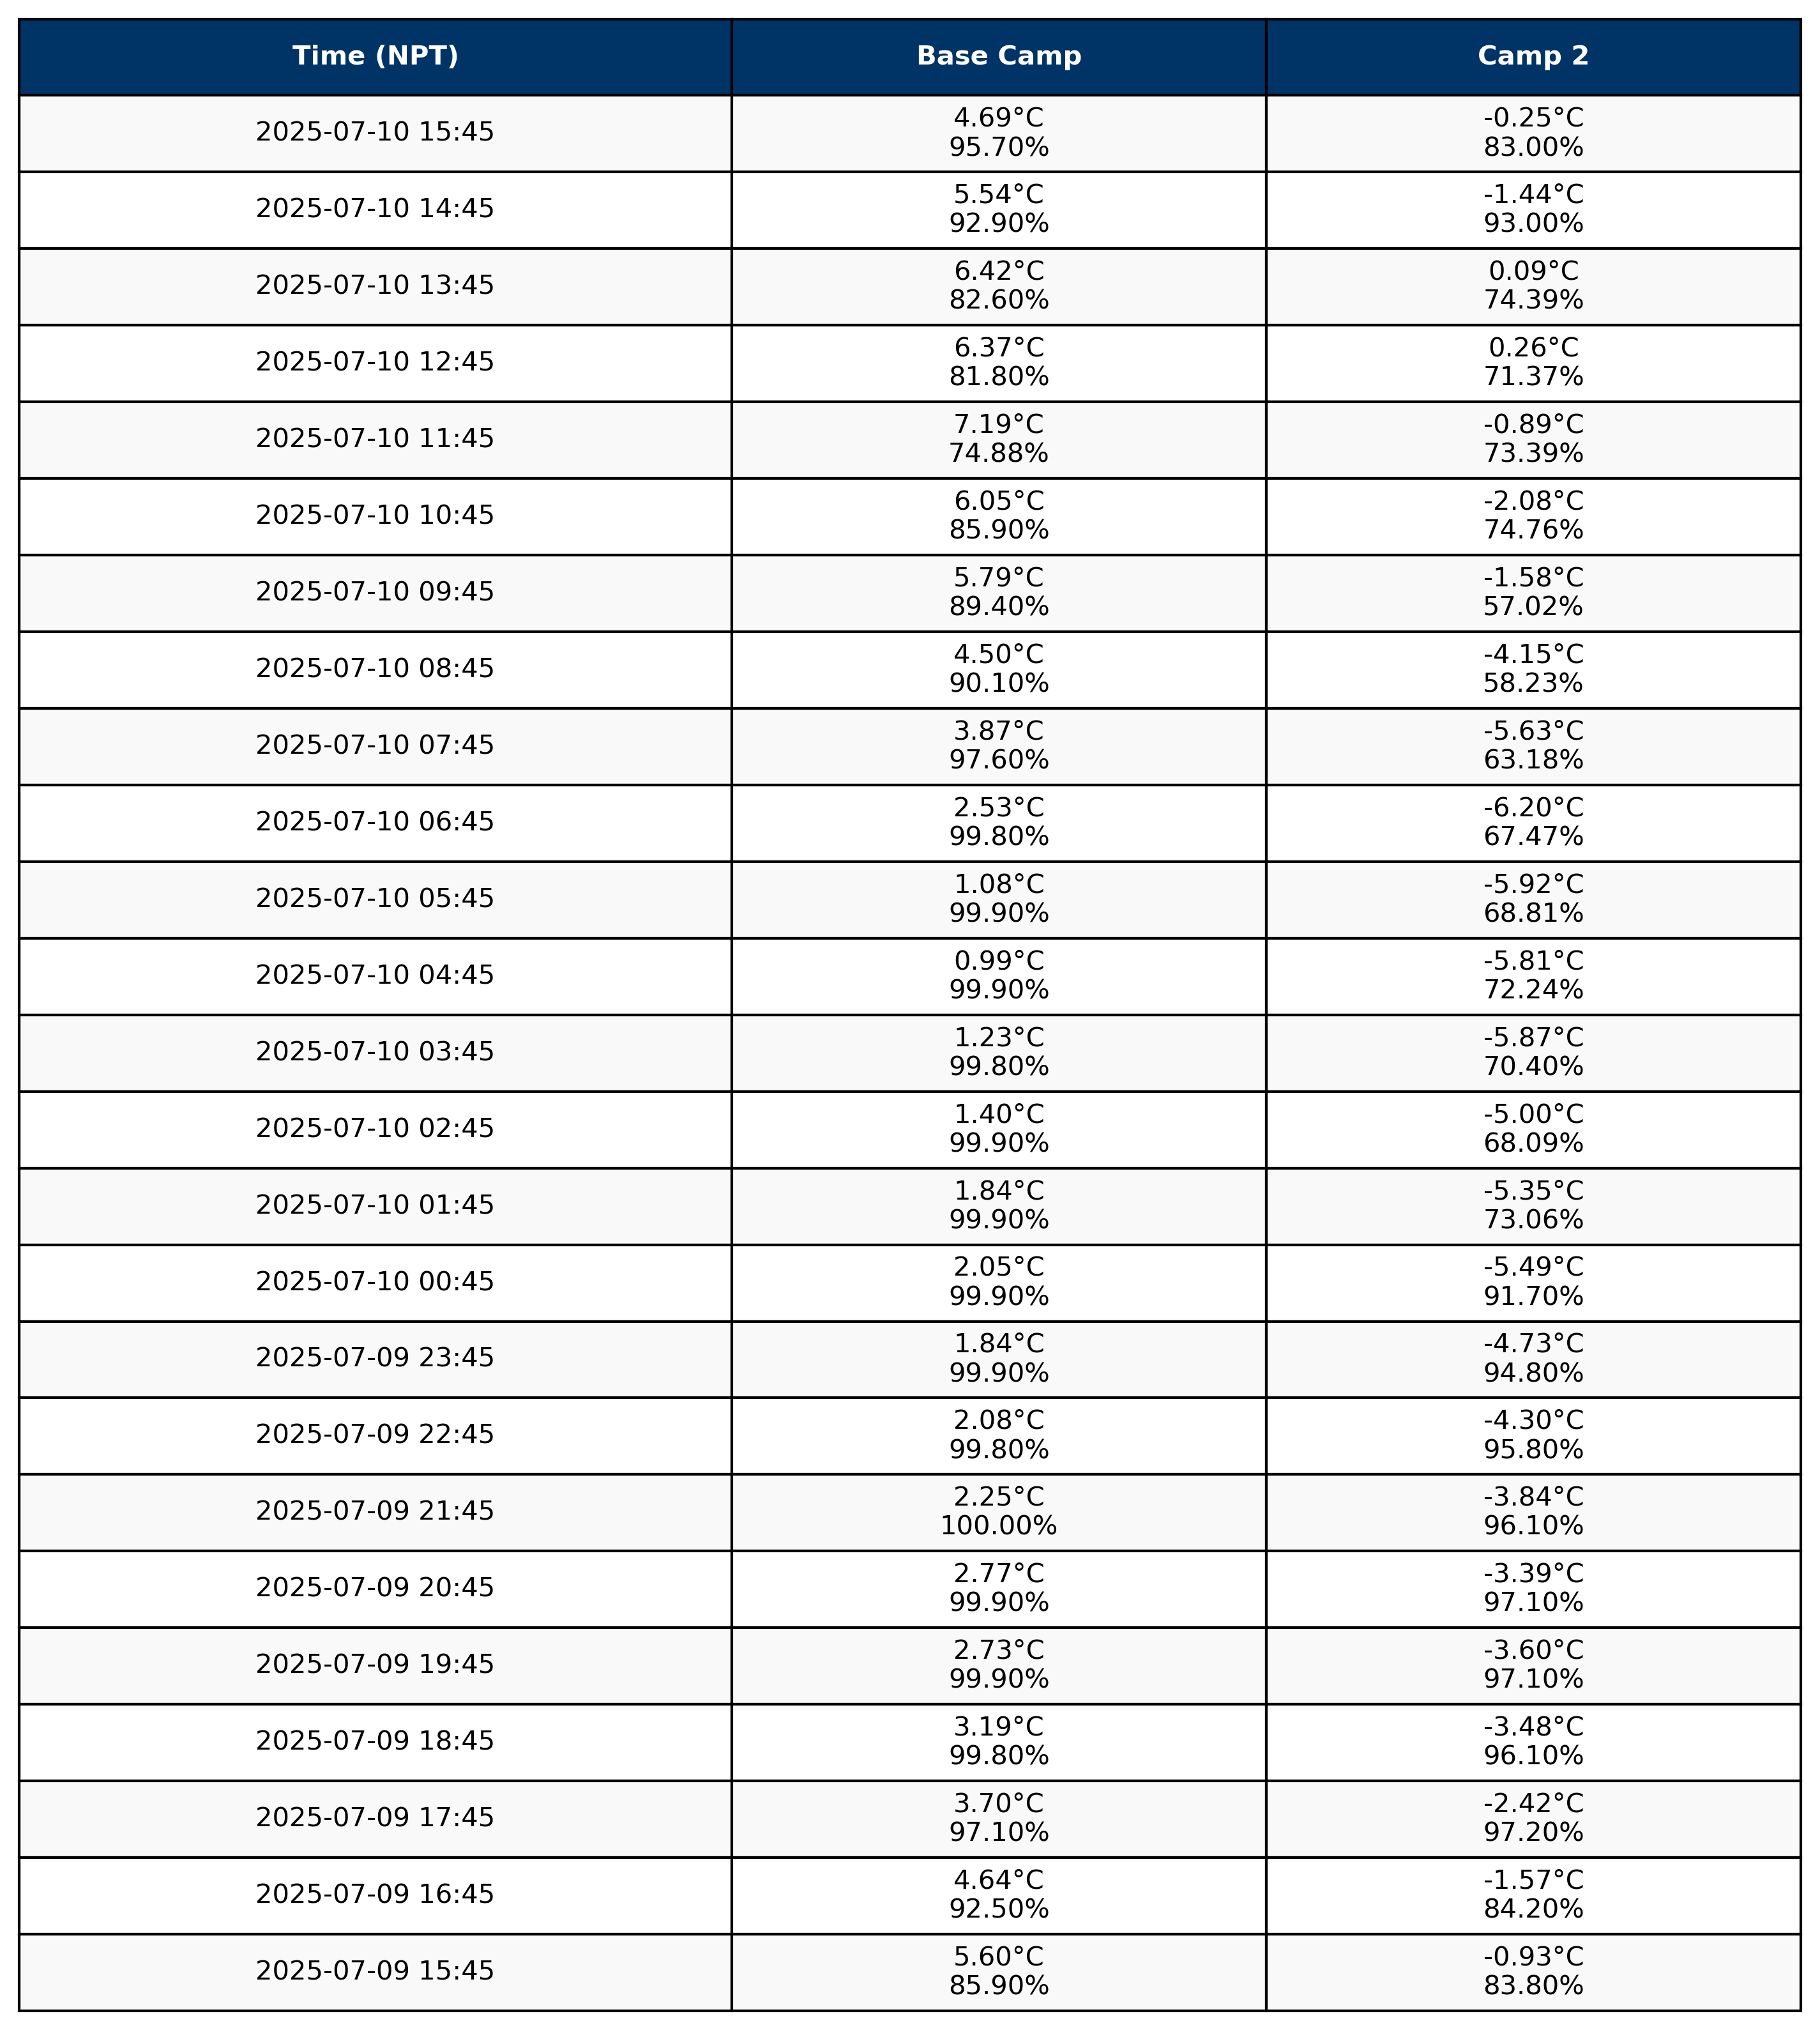 Time (NPT) Base Camp Camp 2
2025-07-10 15:45 4.69°C -0.25°C
95.70% 83.00%
2025-07-10 14:45 5.54°C -1.44°C
92.90% 93.00%
2025-07-10 13:45 6.42°C 0.09°C
82.60% 74.39%
2025-07-10 12:45 6.37°C 0.26°C
81.80% 71.37%
2025-07-10 11:45 7.19°C -0.89°C
74.88% 73.39%
2025-07-10 10:45 6.05°C -2.08°C
85.90% 74.76%
2025-07-10 09:45 5.79°C -1.58°C
89.40% 57.02%
2025-07-10 08:45 4.50°C -4.15°C
90.10% 58.23%
2025-07-10 07:45 3.87°C -5.63°C
97.60% 63.18%
2025-07-10 06:45 2.53°C -6.20°C
99.80% 67.47%
2025-07-10 05:45 1.08°C -5.92°C
99.90% 68.81%
2025-07-10 04:45 0.99°C -5.81°C
99.90% 72.24%
2025-07-10 03:45 1.23°C -5.87°C
99.80% 70.40%
2025-07-10 02:45 1.40°C -5.00°C
99.90% 68.09%
2025-07-10 01:45 1.84°C -5.35°C
99.90% 73.06%
2025-07-10 00:45 2.05°C -5.49°C
99.90% 91.70%
2025-07-09 23:45 1.84°C -4.73°C
99.90% 94.80%
2025-07-09 22:45 2.08°C -4.30°C
99.80% 95.80%
2025-07-09 21:45 2.25°C -3.84°C
100.00% 96.10%
2025-07-09 20:45 2.77°C -3.39°C
99.90% 97.10%
2025-07-09 19:45 2.73°C -3.60°C
99.90% 97.10%
2025-07-09 18:45 3.19°C -3.48°C
99.80% 96.10%
2025-07-09 17:45 3.70°C -2.42°C
97.10% 97.20%
2025-07-09 16:45 4.64°C -1.57°C
92.50% 84.20%
2025-07-09 15:45 5.60°C -0.93°C
85.90% 83.80%